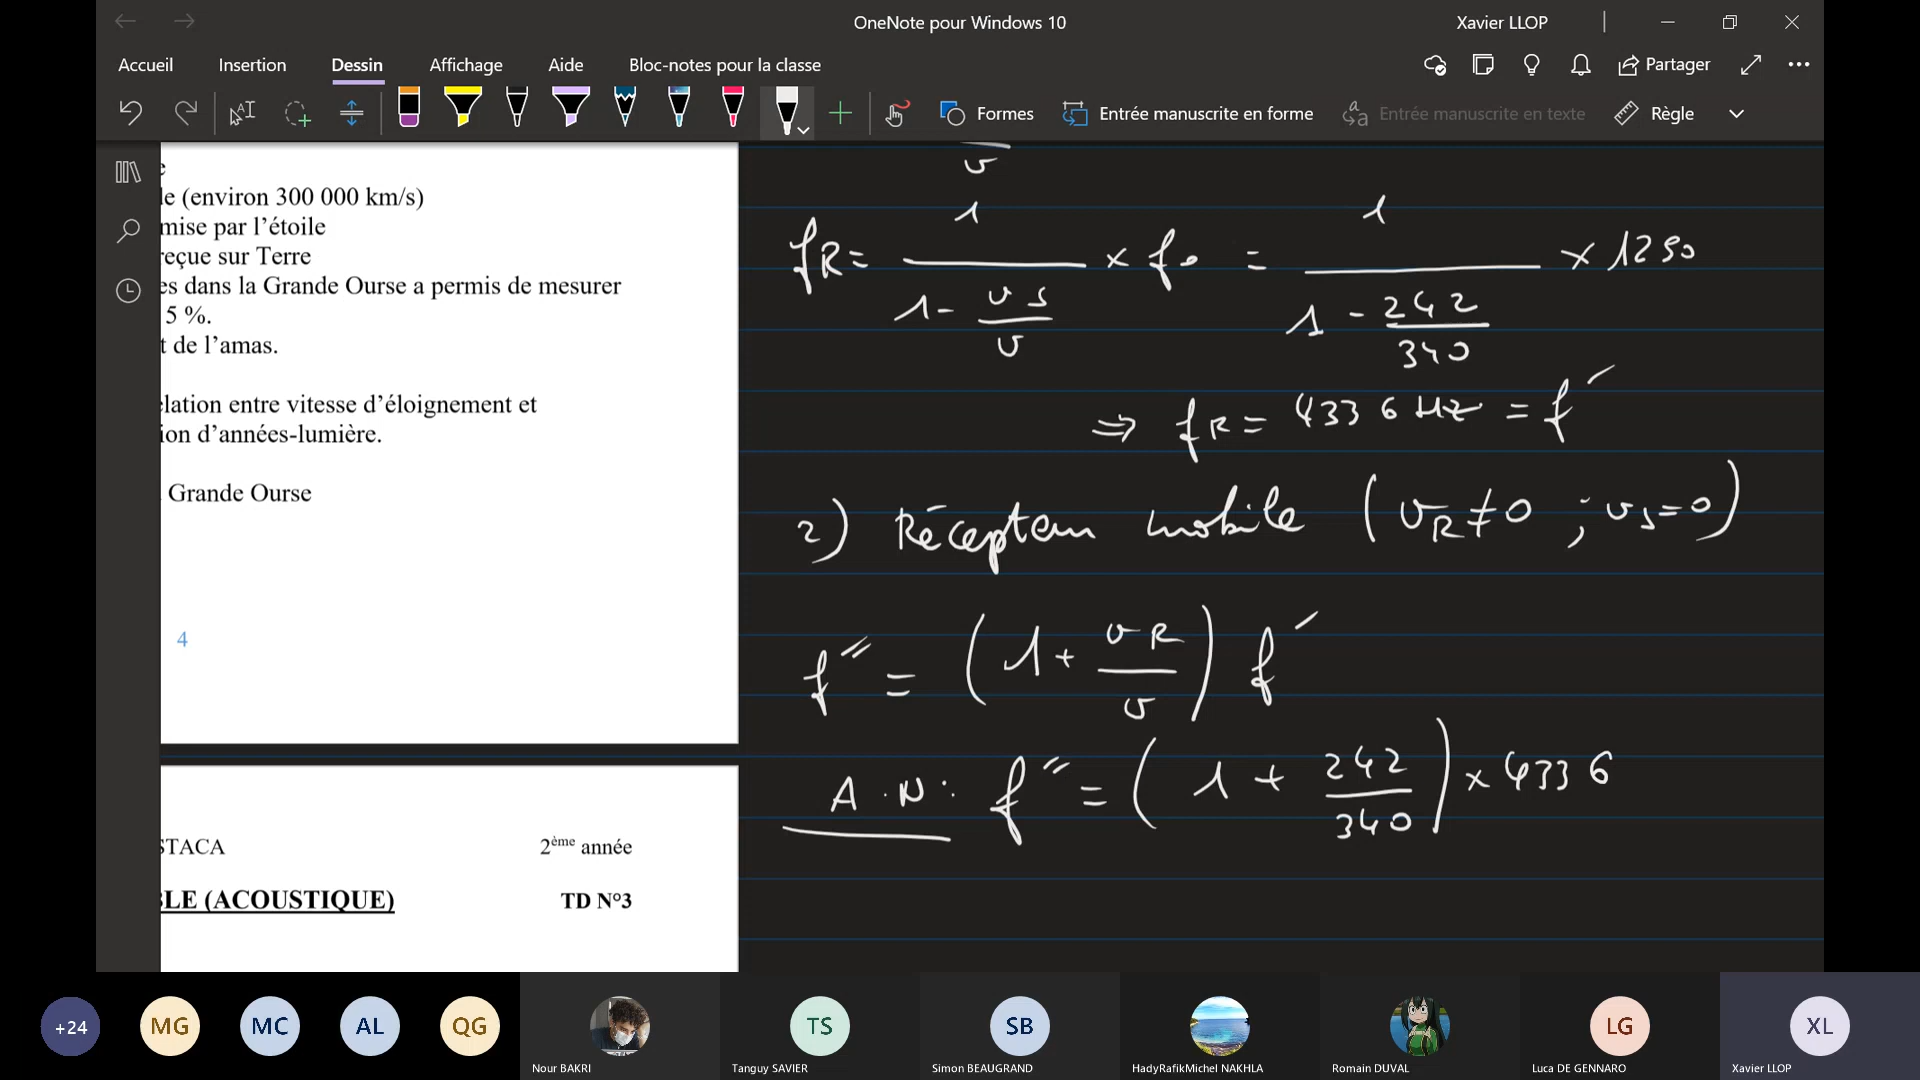 OneNote pour Windows 10
Xavier LLOP
Accueil Insertion Dessin Affichage Aide Bloc-notes pour la classe
Partager
Formes Entrée manuscrite en forme Entrée manuscrite en texte Règle
e
le (environ 300 000 km/s)
mise par l’étoile
reçue sur Terre
es dans la Grande Ourse a permis de mesurer
5 %.
t de l’amas.
elation entre vitesse d’éloignement et
ion d’années-lumière.
Grande Ourse
4
STACA 2ème année
BLE (ACOUSTIQUE) TD N°3
v
fR = 1 / (1 - vs/v) × f0 = 1 / (1 - 242/340) × 1250
⇒ fR = 4336 Hz = f'
2) Récepteur mobile (vR ≠ 0 ; vs = 0)
f'' = (1 + vR/v) f'
A.N: f'' = (1 + 242/340) × 4336
+24 MG MC AL QG TS SB LG XL
Nour BAKRI Tanguy SAVIER Simon BEAUGRAND HadyRafikMichel NAKHLA Romain DUVAL Luca DE GENNARO Xavier LLOP